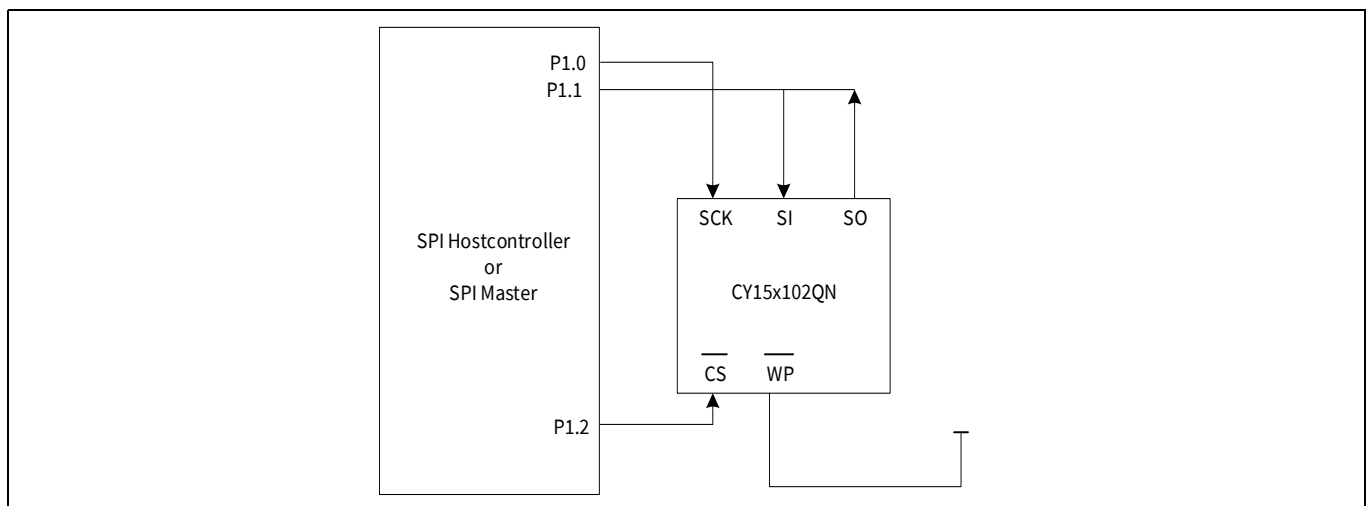 P1.0
P1.1
SCK SI SO
SPI Hostcontroller
or
SPI Master
CY15x102QN
CS WP
P1.2